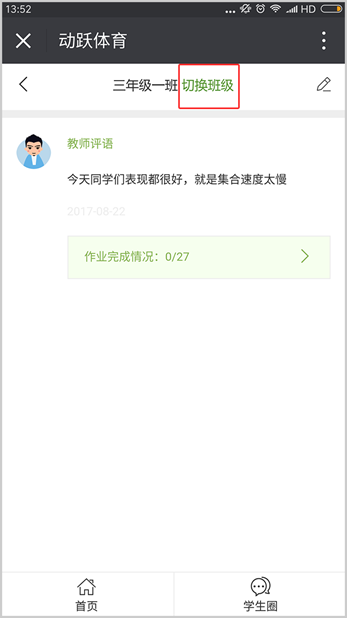 13:52 HD
动跃体育
三年级一班 切换班级
教师评语
今天同学们表现都很好，就是集合速度太慢
2017-08-22
作业完成情况：0/27
首页 学生圈